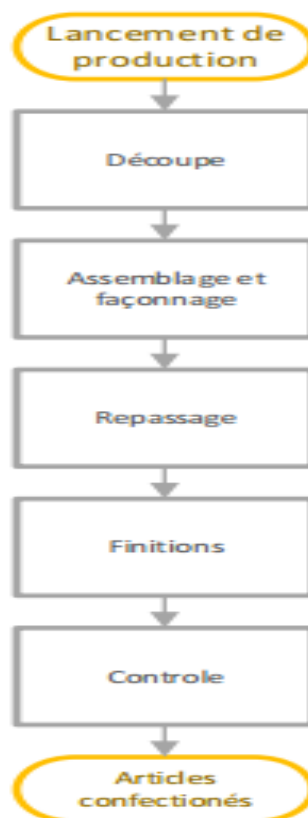 Lancement de
production
Découpe
Assemblage et
façonnage
Repassage
Finitions
Controle
Articles
confectionés